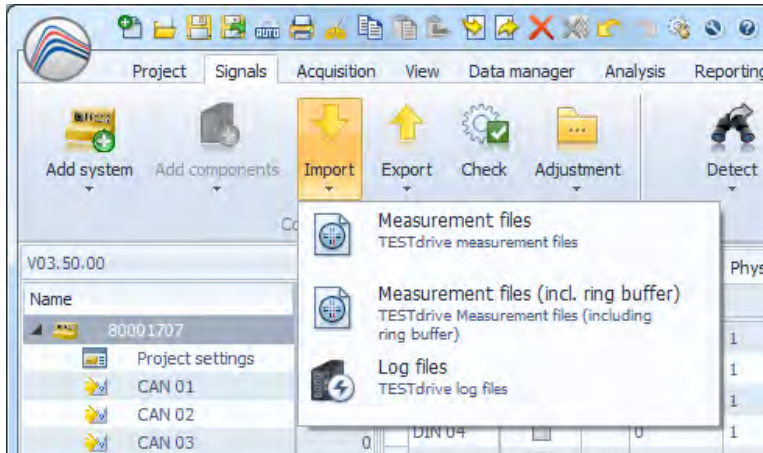 AUTO
Project Signals Acquisition View Data manager Analysis Reporting
Add system Add components Import Export Check Adjustment Detect
Co
Measurement files
TESTdrive measurement files
Measurement files (incl. ring buffer)
TESTdrive Measurement files (including
ring buffer)
Log files
TESTdrive log files
V03.50.00
Phys
Name
80001707
1
Project settings
1
CAN 01
1
CAN 02
DIN 04 0 1
CAN 03 0